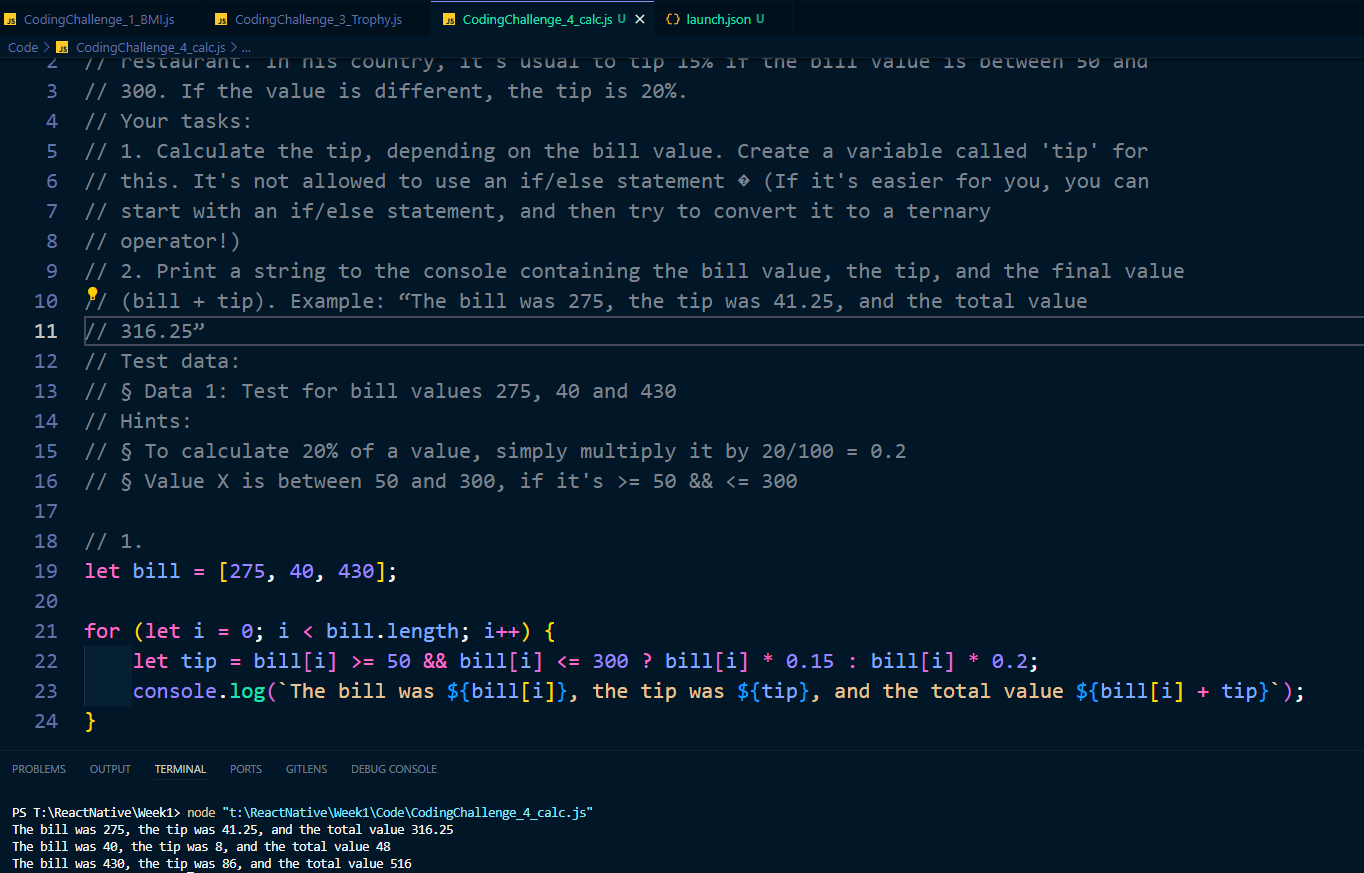 JS CodingChallenge_1_BMI.js JS CodingChallenge_3_Trophy.js JS CodingChallenge_4_calc.js U × {} launch.json U
Code > JS CodingChallenge_4_calc.js > ...
2 // restaurant. In his country, it's usual to tip 15% if the bill value is between 50 and
3 // 300. If the value is different, the tip is 20%.
4 // Your tasks:
5 // 1. Calculate the tip, depending on the bill value. Create a variable called 'tip' for
6 // this. It's not allowed to use an if/else statement � (If it's easier for you, you can
7 // start with an if/else statement, and then try to convert it to a ternary
8 // operator!)
9 // 2. Print a string to the console containing the bill value, the tip, and the final value
10 // (bill + tip). Example: “The bill was 275, the tip was 41.25, and the total value
11 // 316.25”
12 // Test data:
13 // § Data 1: Test for bill values 275, 40 and 430
14 // Hints:
15 // § To calculate 20% of a value, simply multiply it by 20/100 = 0.2
16 // § Value X is between 50 and 300, if it's >= 50 && <= 300
17
18 // 1.
19 let bill = [275, 40, 430];
20
21 for (let i = 0; i < bill.length; i++) {
22 let tip = bill[i] >= 50 && bill[i] <= 300 ? bill[i] * 0.15 : bill[i] * 0.2;
23 console.log(`The bill was ${bill[i]}, the tip was ${tip}, and the total value ${bill[i] + tip}`);
24 }
PROBLEMS OUTPUT TERMINAL PORTS GITLENS DEBUG CONSOLE
PS T:\ReactNative\Week1> node "t:\ReactNative\Week1\Code\CodingChallenge_4_calc.js"
The bill was 275, the tip was 41.25, and the total value 316.25
The bill was 40, the tip was 8, and the total value 48
The bill was 430, the tip was 86, and the total value 516